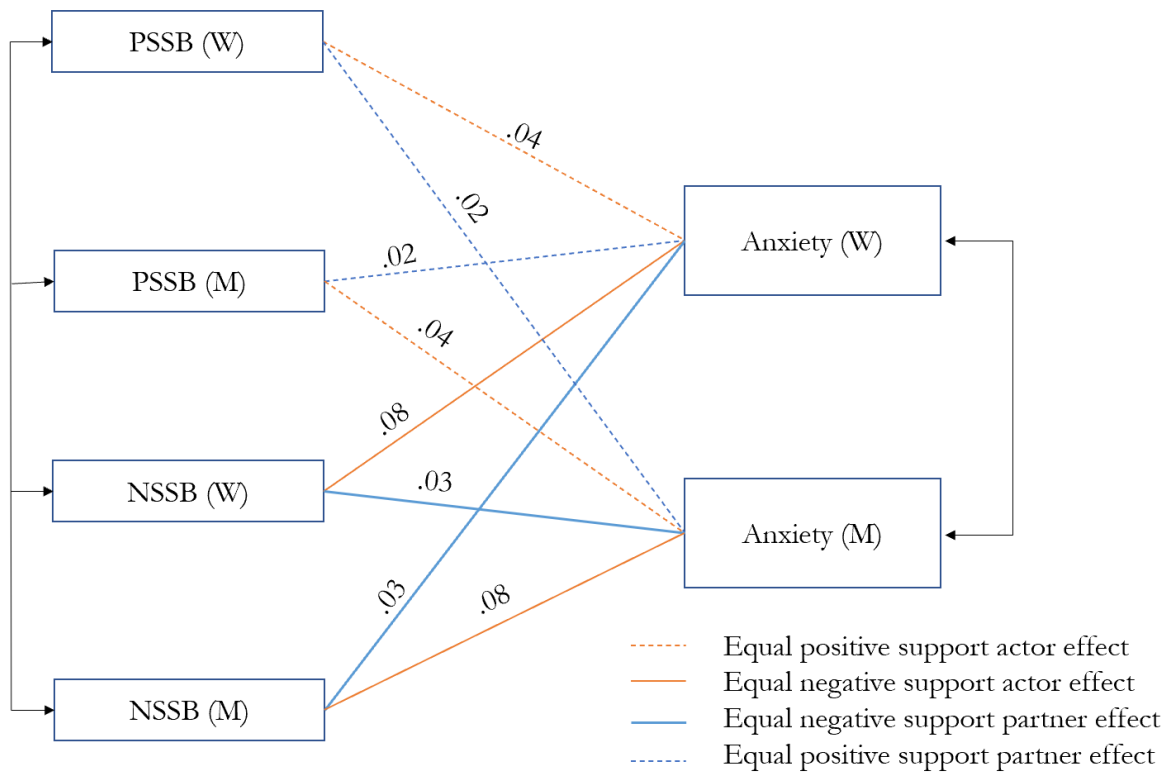 PSSB (W)
.04
.02
Anxiety (W)
PSSB (M)
.02
.04
.08
NSSB (W)
.03
Anxiety (M)
.03
.08
NSSB (M)
Equal positive support actor effect
Equal negative support actor effect
Equal negative support partner effect
Equal positive support partner effect